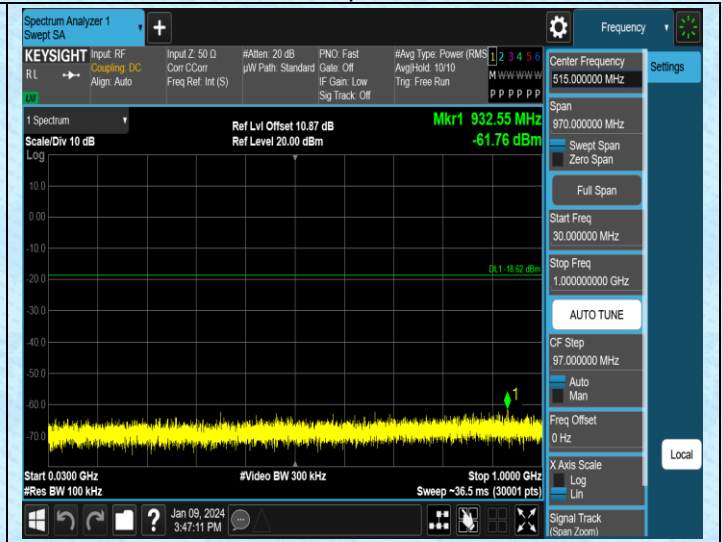 Spectrum Analyzer 1
Swept SA
Frequency
KEYSIGHT
RL
LXI
Input: RF
Coupling: DC
Align: Auto
Input Z: 50 Ω
Corr CCorr
Freq Ref: Int (S)
#Atten: 20 dB
µW Path: Standard
PNO: Fast
Gate: Off
IF Gain: Low
Sig Track: Off
#Avg Type: Power (RMS
Avg|Hold: 10/10
Trig: Free Run
1 2 3 4 5 6
M W W W W W
P P P P P P
1 Spectrum
Scale/Div 10 dB
Log
Ref Lvl Offset 10.87 dB
Ref Level 20.00 dBm
Mkr1 932.55 MHz
-61.76 dBm
10.0
0.00
-10.0
-20.0
-30.0
-40.0
-50.0
-60.0
-70.0
DL1 -18.62 dBm
1
Start 0.0300 GHz
#Res BW 100 kHz
#Video BW 300 kHz
Stop 1.0000 GHz
Sweep ~36.5 ms (30001 pts)
Jan 09, 2024
3:47:11 PM
Center Frequency
515.000000 MHz
Span
970.000000 MHz
Swept Span
Zero Span
Full Span
Start Freq
30.000000 MHz
Stop Freq
1.000000000 GHz
AUTO TUNE
CF Step
97.000000 MHz
Auto
Man
Freq Offset
0 Hz
X Axis Scale
Log
Lin
Signal Track
(Span Zoom)
Settings
Local